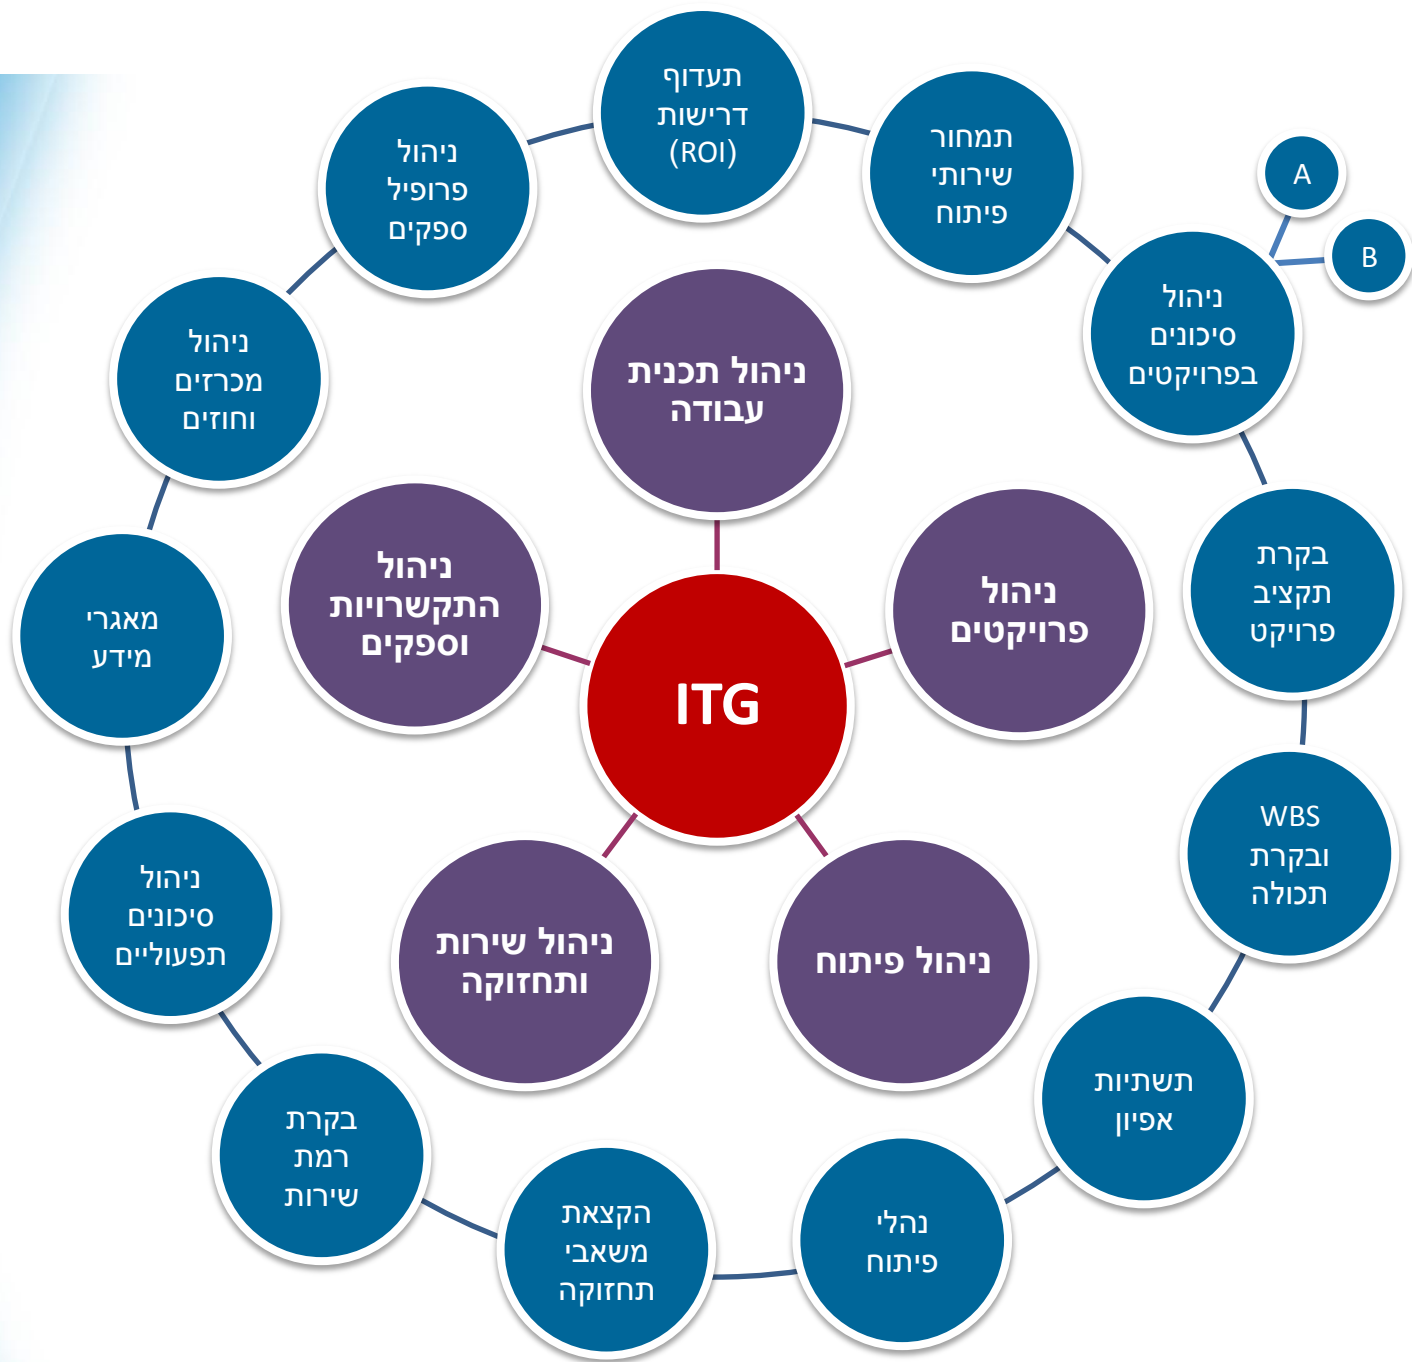 תעדוף
דרישות
(ROI)
תמחור
שירותי
פיתוח
A
B
ניהול
סיכונים
בפרויקטים
בקרת
תקציב
פרויקט
WBS
ובקרת
תכולה
תשתיות
אפיון
נהלי
פיתוח
הקצאת
משאבי
תחזוקה
בקרת
רמת
שירות
ניהול
סיכונים
תפעוליים
מאגרי
מידע
ניהול
מכרזים
וחוזים
ניהול
פרופיל
ספקים
ניהול תכנית
עבודה
ניהול
פרויקטים
ניהול פיתוח
ניהול שירות
ותחזוקה
ניהול
התקשרויות
וספקים
ITG